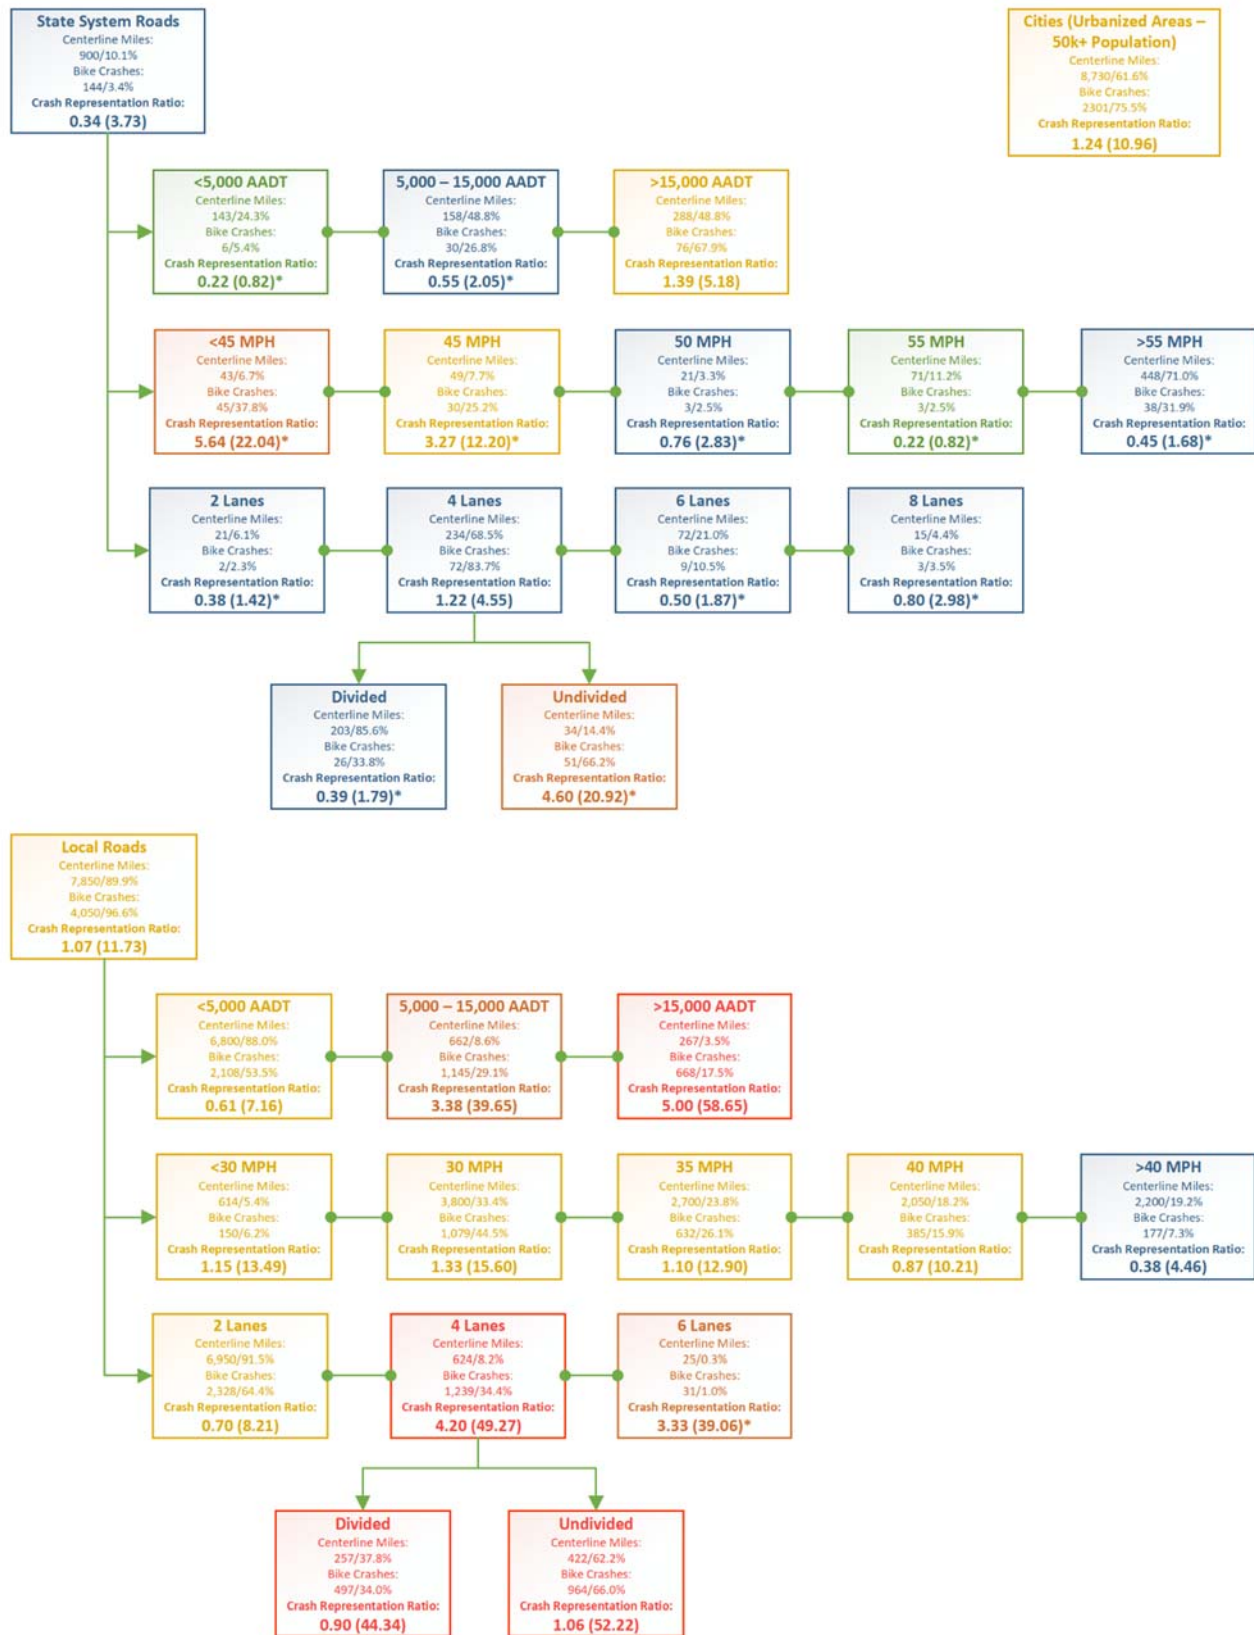 State System Roads
Centerline Miles:
900/10.1%
Bike Crashes:
144/3.4%
Crash Representation Ratio:
0.34 (3.73)
Cities (Urbanized Areas –
50k+ Population)
Centerline Miles:
8,730/61.6%
Bike Crashes:
2301/75.5%
Crash Representation Ratio:
1.24 (10.96)
<5,000 AADT
Centerline Miles:
143/24.3%
Bike Crashes:
6/5.4%
Crash Representation Ratio:
0.22 (0.82)*
5,000 – 15,000 AADT
Centerline Miles:
158/48.8%
Bike Crashes:
30/26.8%
Crash Representation Ratio:
0.55 (2.05)*
>15,000 AADT
Centerline Miles:
288/48.8%
Bike Crashes:
76/67.9%
Crash Representation Ratio:
1.39 (5.18)
<45 MPH
Centerline Miles:
43/6.7%
Bike Crashes:
45/37.8%
Crash Representation Ratio:
5.64 (22.04)*
45 MPH
Centerline Miles:
49/7.7%
Bike Crashes:
30/25.2%
Crash Representation Ratio:
3.27 (12.20)*
50 MPH
Centerline Miles:
21/3.3%
Bike Crashes:
3/2.5%
Crash Representation Ratio:
0.76 (2.83)*
55 MPH
Centerline Miles:
71/11.2%
Bike Crashes:
3/2.5%
Crash Representation Ratio:
0.22 (0.82)*
>55 MPH
Centerline Miles:
448/71.0%
Bike Crashes:
38/31.9%
Crash Representation Ratio:
0.45 (1.68)*
2 Lanes
Centerline Miles:
21/6.1%
Bike Crashes:
2/2.3%
Crash Representation Ratio:
0.38 (1.42)*
4 Lanes
Centerline Miles:
234/68.5%
Bike Crashes:
72/83.7%
Crash Representation Ratio:
1.22 (4.55)
6 Lanes
Centerline Miles:
72/21.0%
Bike Crashes:
9/10.5%
Crash Representation Ratio:
0.50 (1.87)*
8 Lanes
Centerline Miles:
15/4.4%
Bike Crashes:
3/3.5%
Crash Representation Ratio:
0.80 (2.98)*
Divided
Centerline Miles:
203/85.6%
Bike Crashes:
26/33.8%
Crash Representation Ratio:
0.39 (1.79)*
Undivided
Centerline Miles:
34/14.4%
Bike Crashes:
51/66.2%
Crash Representation Ratio:
4.60 (20.92)*
Local Roads
Centerline Miles:
7,850/89.9%
Bike Crashes:
4,050/96.6%
Crash Representation Ratio:
1.07 (11.73)
<5,000 AADT
Centerline Miles:
6,800/88.0%
Bike Crashes:
2,108/53.5%
Crash Representation Ratio:
0.61 (7.16)
5,000 – 15,000 AADT
Centerline Miles:
662/8.6%
Bike Crashes:
1,145/29.1%
Crash Representation Ratio:
3.38 (39.65)
>15,000 AADT
Centerline Miles:
267/3.5%
Bike Crashes:
668/17.5%
Crash Representation Ratio:
5.00 (58.65)
<30 MPH
Centerline Miles:
614/5.4%
Bike Crashes:
150/6.2%
Crash Representation Ratio:
1.15 (13.49)
30 MPH
Centerline Miles:
3,800/33.4%
Bike Crashes:
1,079/44.5%
Crash Representation Ratio:
1.33 (15.60)
35 MPH
Centerline Miles:
2,700/23.8%
Bike Crashes:
632/26.1%
Crash Representation Ratio:
1.10 (12.90)
40 MPH
Centerline Miles:
2,050/18.2%
Bike Crashes:
385/15.9%
Crash Representation Ratio:
0.87 (10.21)
>40 MPH
Centerline Miles:
2,200/19.2%
Bike Crashes:
177/7.3%
Crash Representation Ratio
0.38 (4.46)
2 Lanes
Centerline Miles:
6,950/91.5%
Bike Crashes:
2,328/64.4%
Crash Representation Ratio:
0.70 (8.21)
4 Lanes
Centerline Miles:
624/8.2%
Bike Crashes:
1,239/34.4%
Crash Representation Ratio:
4.20 (49.27)
6 Lanes
Centerline Miles:
25/0.3%
Bike Crashes:
31/1.0%
Crash Representation Ratio:
3.33 (39.06)*
Divided
Centerline Miles:
257/37.8%
Bike Crashes:
497/34.0%
Crash Representation Ratio:
0.90 (44.34)
Undivided
Centerline Miles:
422/62.2%
Bike Crashes:
964/66.0%
Crash Representation Ratio:
1.06 (52.22)